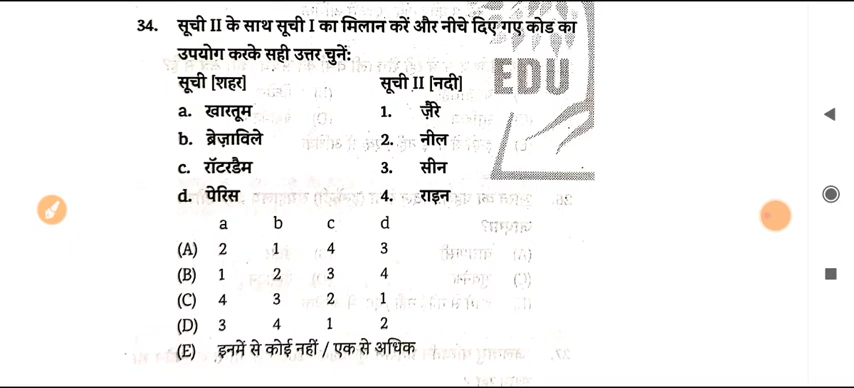 34. सूची II के साथ सूची I का मिलान करें और नीचे दिए गए कोड का
उपयोग करके सही उत्तर चुनें:
सूची [शहर] सूची II [नदी]
a. खारतूम 1. ज़ैरे
b. ब्रेज़ाविले 2. नील
c. रॉटरडैम 3. सीन
d. पेरिस 4. राइन
a b c d
(A) 2 1 4 3
(B) 1 2 3 4
(C) 4 3 2 1
(D) 3 4 1 2
(E) इनमें से कोई नहीं / एक से अधिक
EDU